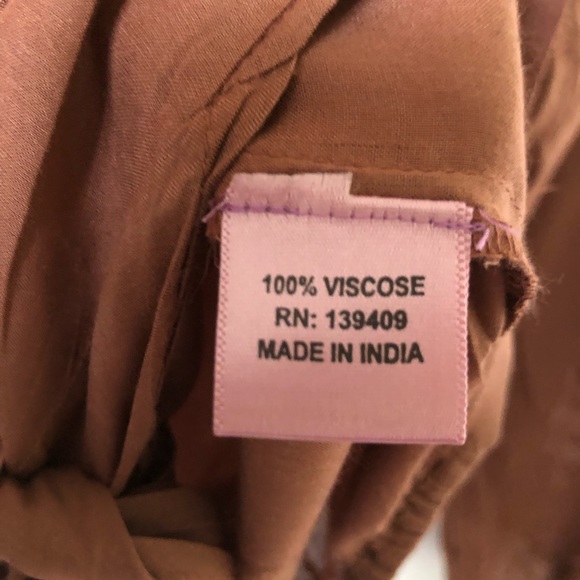 100% VISCOSE
RN: 139409
MADE IN INDIA